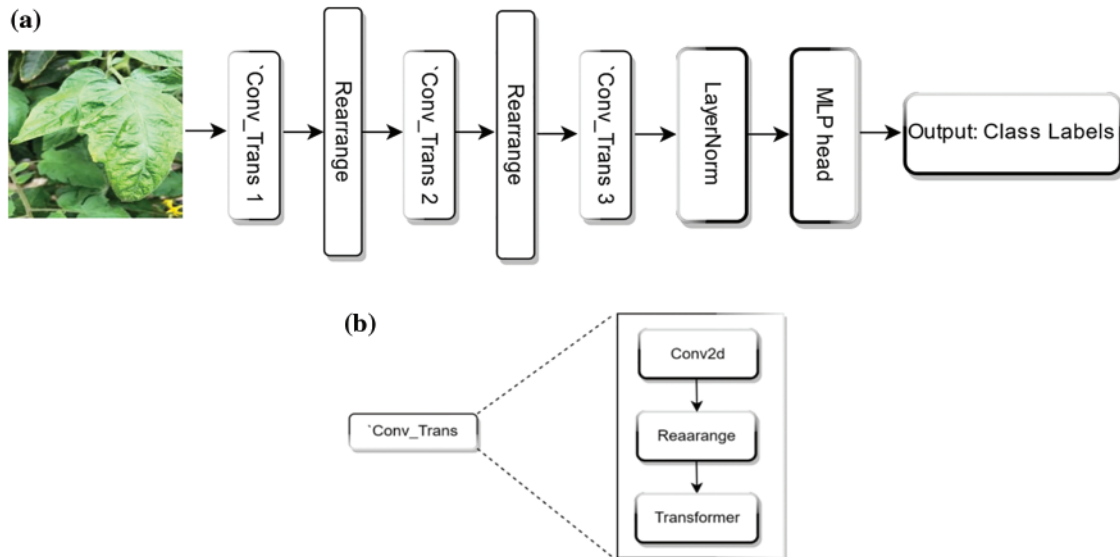 (a)
`Conv_Trans 1
Rearrange
`Conv_Trans 2
Rearrange
`Conv_Trans 3
LayerNorm
MLP head
Output: Class Labels
(b)
`Conv_Trans
Conv2d
Reaarange
Transformer